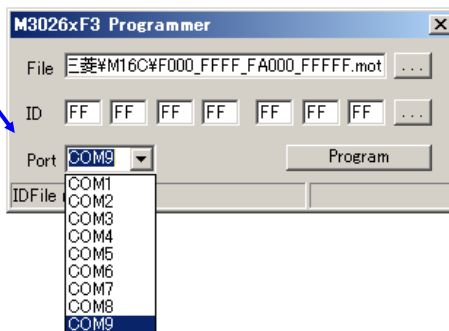 M3026xF3 Programmer
File 三菱¥M16C¥F000_FFFF_FA000_FFFFF.mot ...
ID FF FF FF FF FF FF FF ...
Port COM9 Program
COM1
IDFile
COM2
COM3
COM4
COM5
COM6
COM7
COM8
COM9